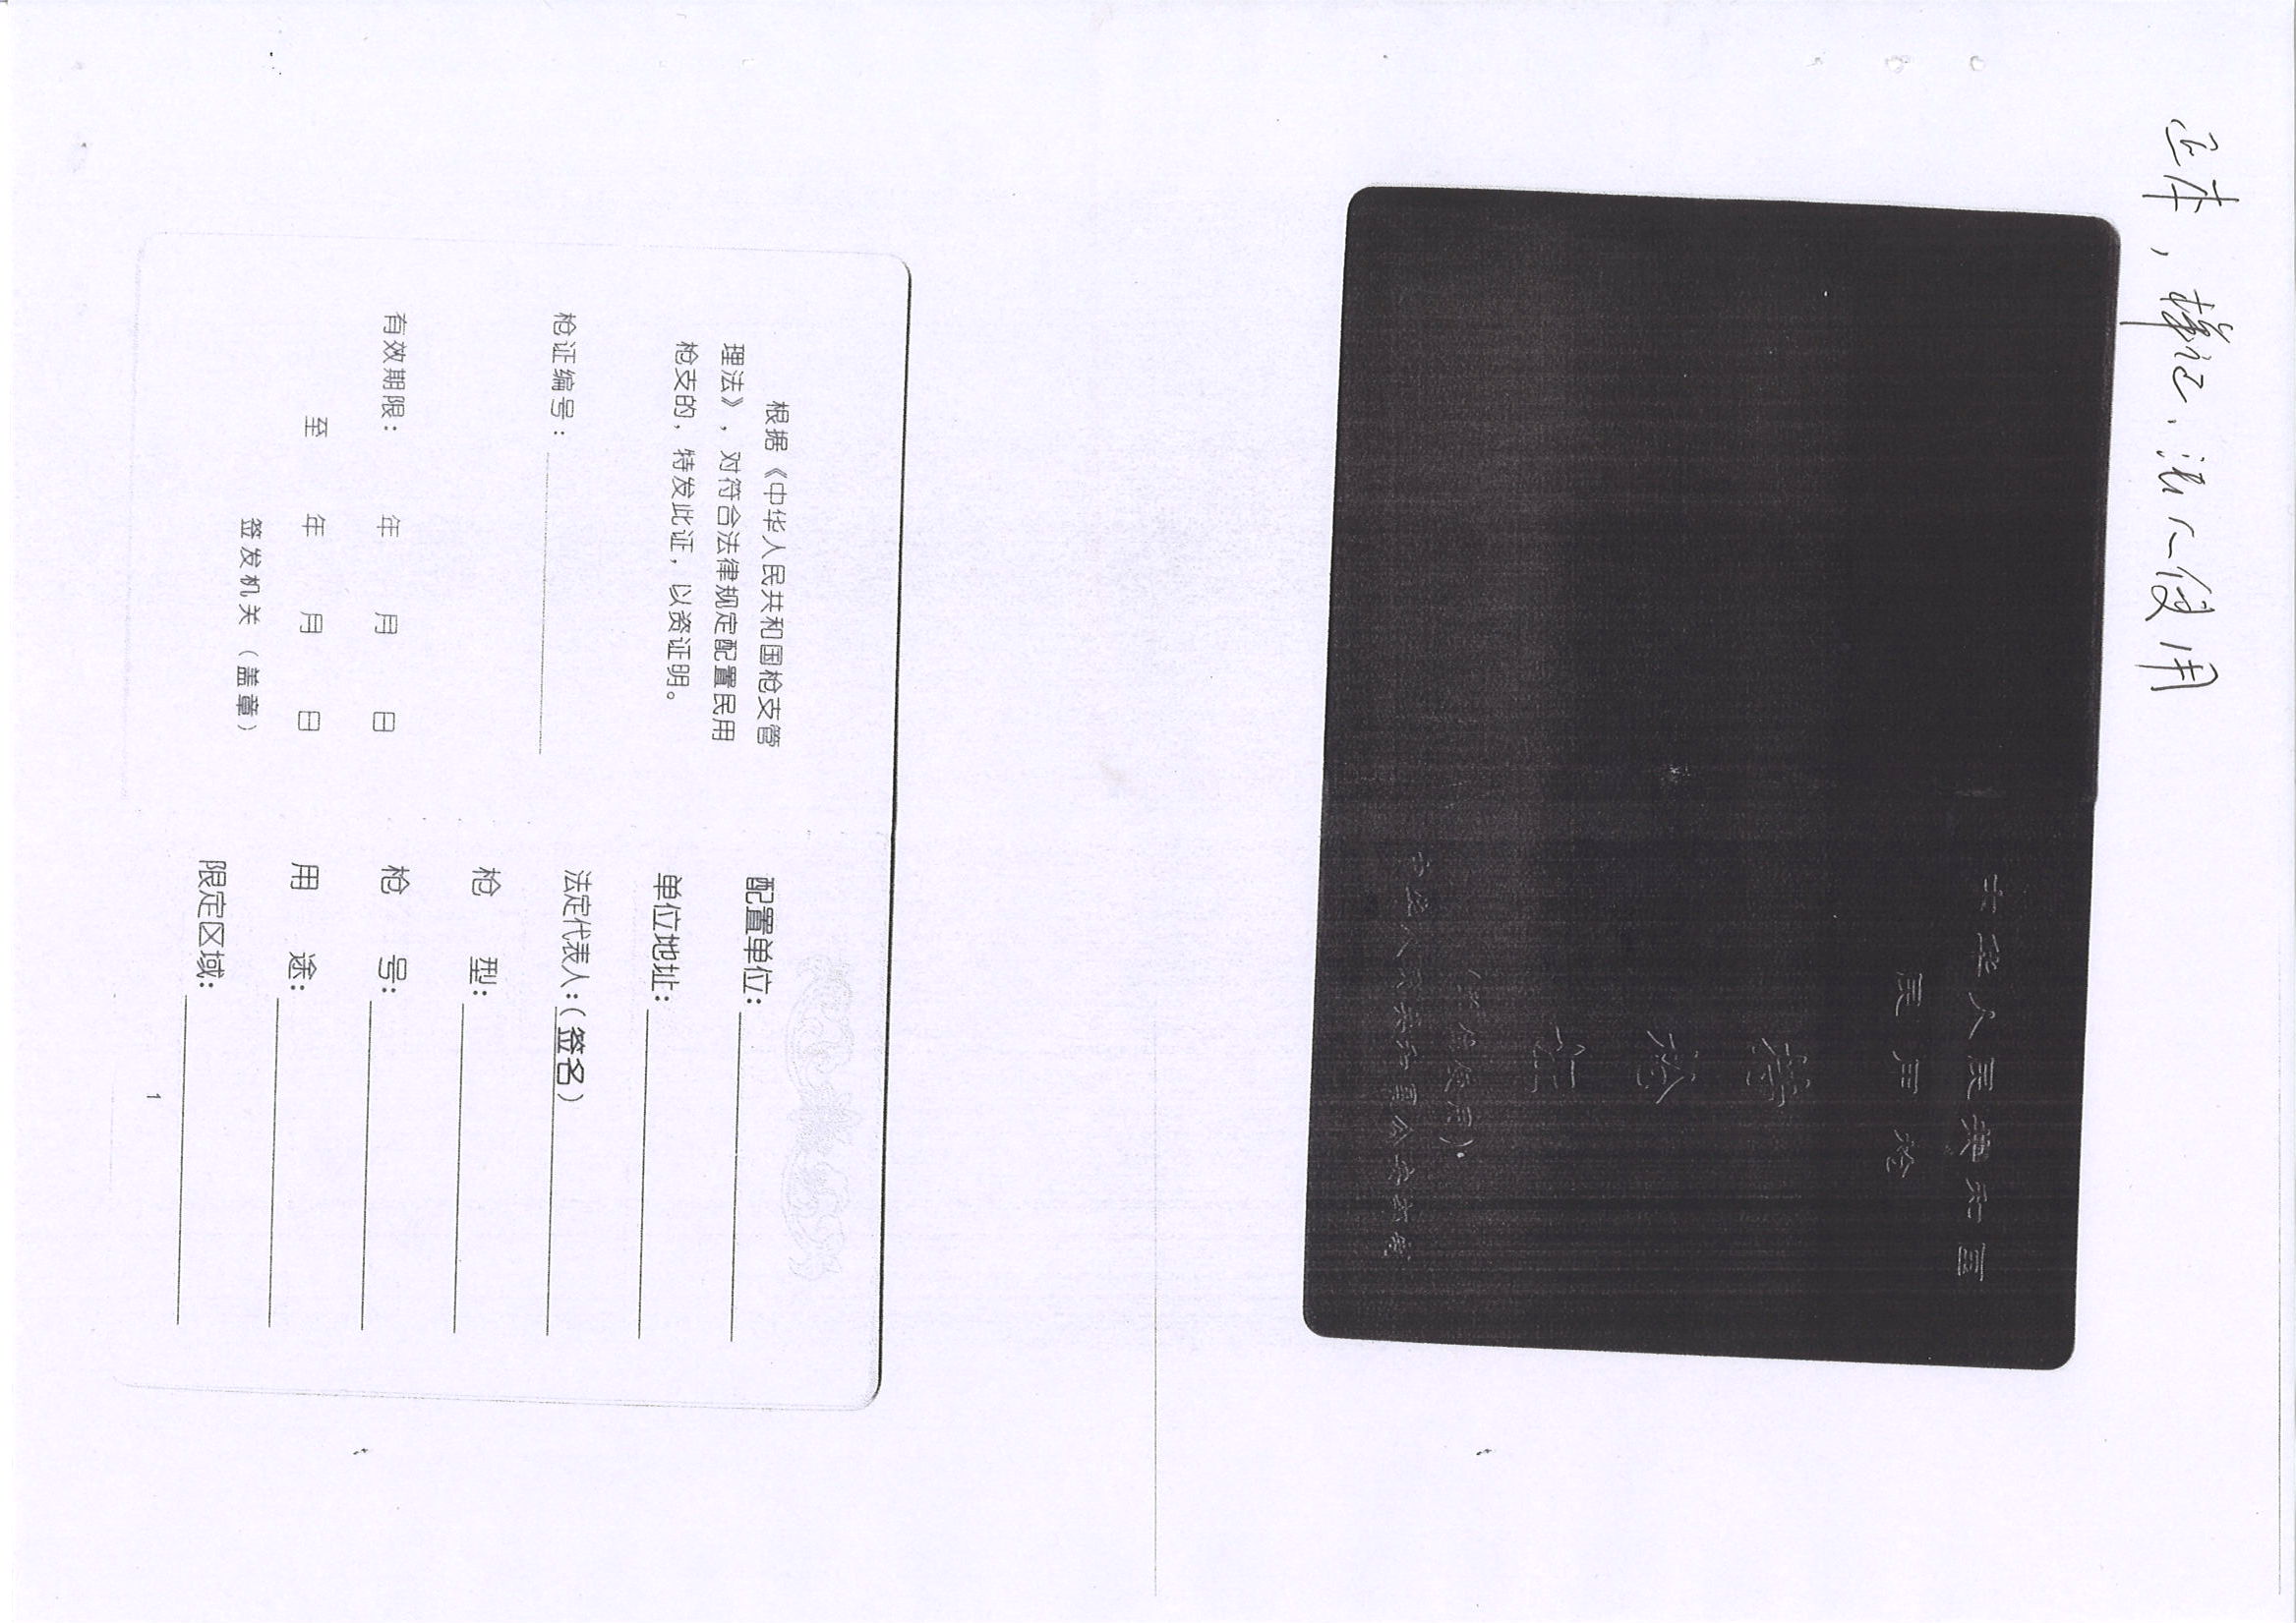 正本，样证、法人使用
中华人民共和国
民用枪
持
枪
证
(单位使用)
中华人民共和国公安部制
根据《中华人民共和国枪支管
理法》，对符合法律规定配置民用
枪支的，特发此证，以资证明。
枪证编号：
有效期限： 年 月 日
至 年 月 日
签发机关（盖章）
配置单位：
单位地址：
法定代表人：（签名）
枪 型：
枪 号：
用 途：
限定区域：
1